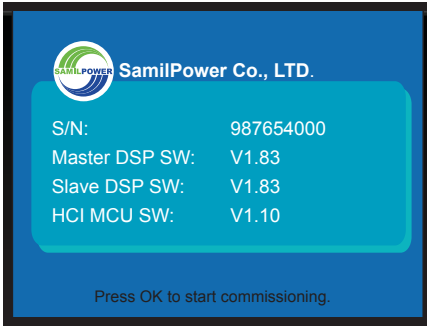 SAMILPOWER SamilPower Co., LTD.
S/N: 987654000
Master DSP SW: V1.83
Slave DSP SW: V1.83
HCI MCU SW: V1.10
Press OK to start commissioning.